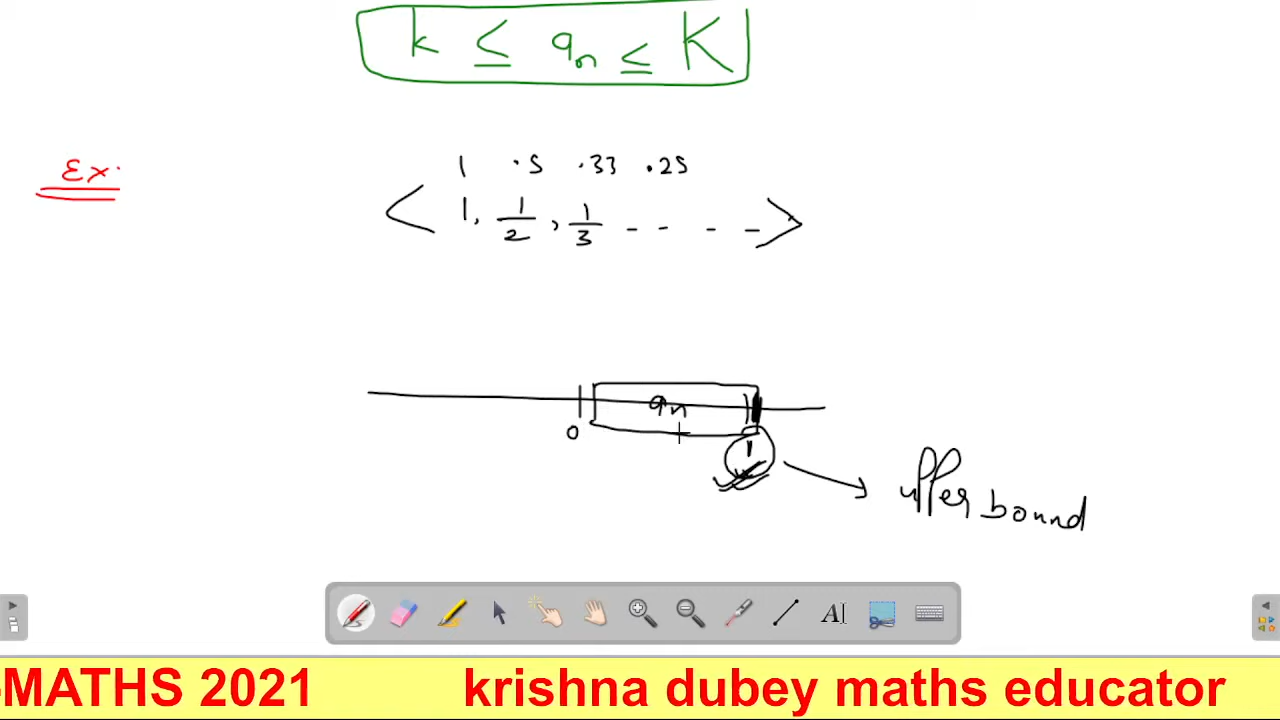 k ≤ aₙ ≤ K
Ex.
1 .5 .33 .25
< 1, 1/2, 1/3 - - - - >
aₙ
0 1
upper bound
-MATHS 2021 krishna dubey maths educator